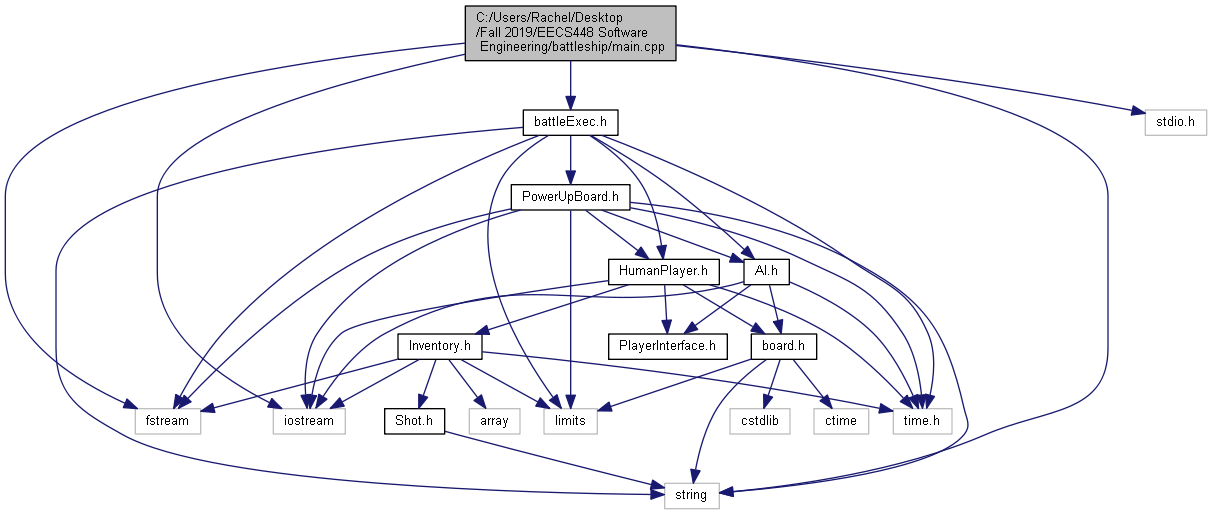 C:/Users/Rachel/Desktop
/Fall 2019/EECS448 Software
Engineering/battleship/main.cpp
battleExec.h
stdio.h
PowerUpBoard.h
HumanPlayer.h
AI.h
Inventory.h
PlayerInterface.h
board.h
fstream
iostream
Shot.h
array
limits
cstdlib
ctime
time.h
string